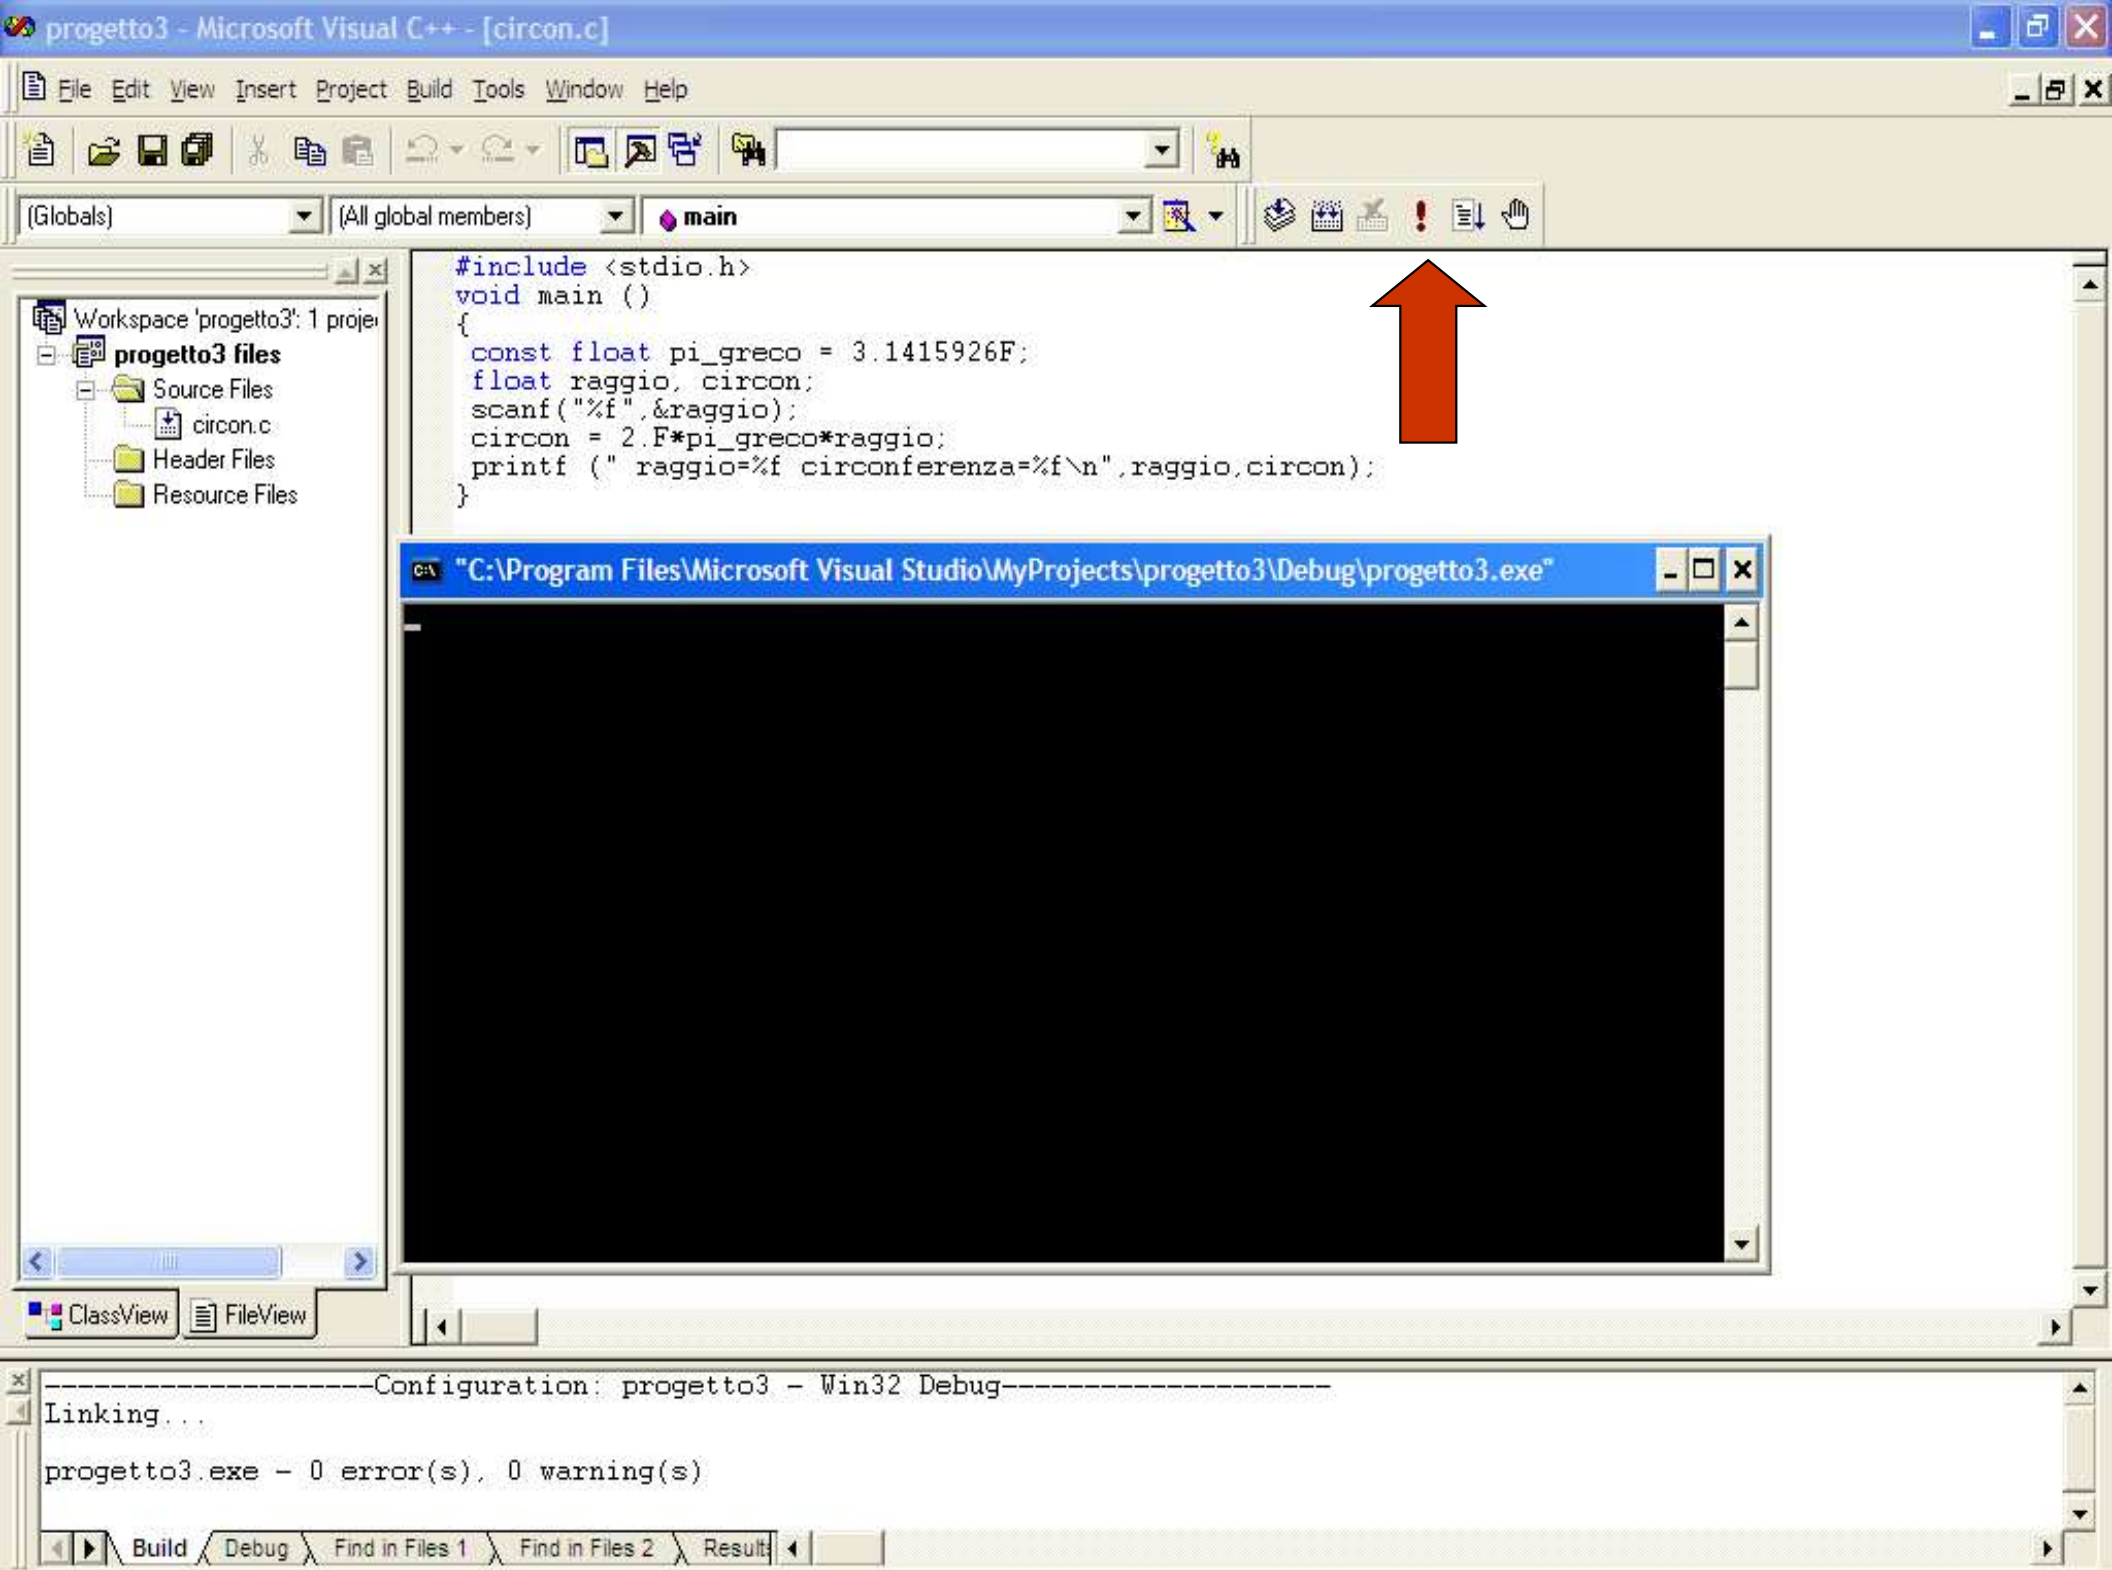 progetto3 - Microsoft Visual C++ - [circon.c]
File Edit View Insert Project Build Tools Window Help
(Globals) (All global members) main
#include <stdio.h>
void main ()
{
const float pi_greco = 3.1415926F;
float raggio, circon;
scanf("%f",&raggio);
circon = 2.F*pi_greco*raggio;
printf (" raggio=%f circonferenza=%f\n",raggio,circon);
}
Workspace 'progetto3': 1 projec
progetto3 files
Source Files
circon.c
Header Files
Resource Files
"C:\Program Files\Microsoft Visual Studio\MyProjects\progetto3\Debug\progetto3.exe"
ClassView FileView
--------------------Configuration: progetto3 - Win32 Debug--------------------
Linking...
progetto3.exe - 0 error(s), 0 warning(s)
Build Debug Find in Files 1 Find in Files 2 Results